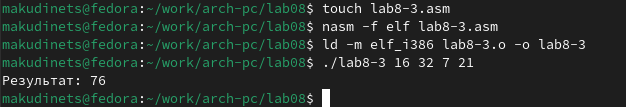 makudinets@fedora:~/work/arch-pc/lab08$ touch lab8-3.asm
makudinets@fedora:~/work/arch-pc/lab08$ nasm -f elf lab8-3.asm
makudinets@fedora:~/work/arch-pc/lab08$ ld -m elf_i386 lab8-3.o -o lab8-3
makudinets@fedora:~/work/arch-pc/lab08$ ./lab8-3 16 32 7 21
Результат: 76
makudinets@fedora:~/work/arch-pc/lab08$